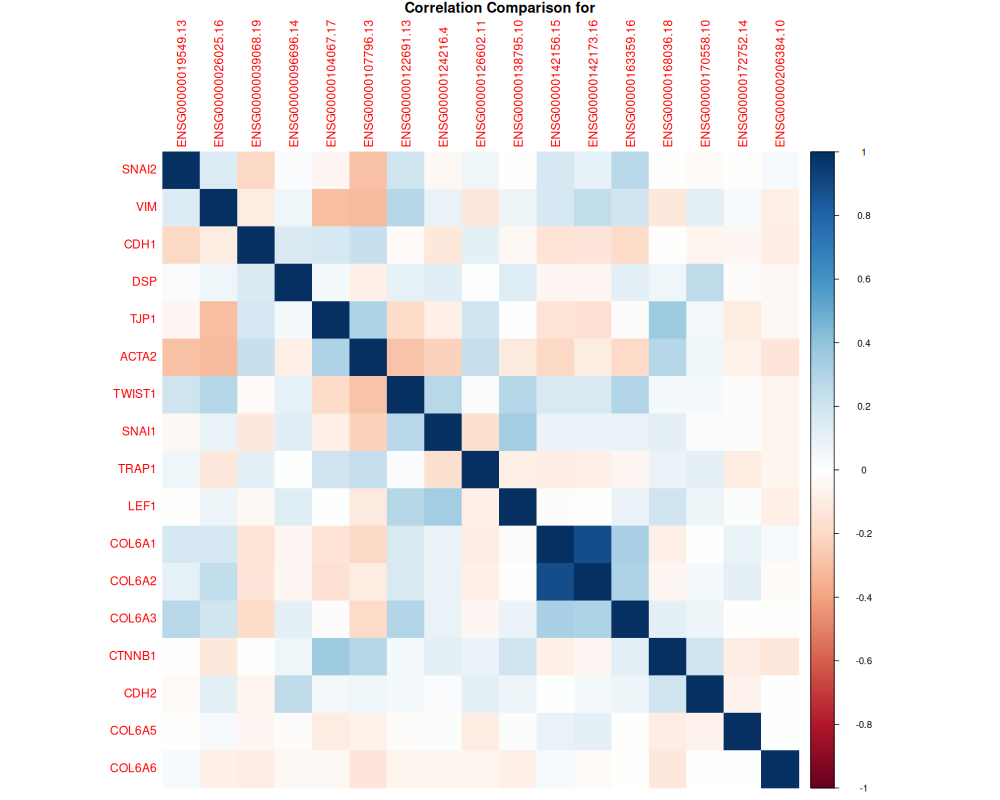 Correlation Comparison for
ENSG00000019549.13
ENSG00000026025.16
ENSG00000039068.19
ENSG00000096696.14
ENSG00000104067.17
ENSG00000107796.13
ENSG00000122691.13
ENSG00000124216.4
ENSG00000126602.11
ENSG00000138795.10
ENSG00000142156.15
ENSG00000142173.16
ENSG00000163359.16
ENSG00000168036.18
ENSG00000170558.10
ENSG00000172752.14
ENSG00000206384.10
SNAI2
VIM
CDH1
DSP
TJP1
ACTA2
TWIST1
SNAI1
TRAP1
LEF1
COL6A1
COL6A2
COL6A3
CTNNB1
CDH2
COL6A5
COL6A6
1
0.8
0.6
0.4
0.2
0
-0.2
-0.4
-0.6
-0.8
-1